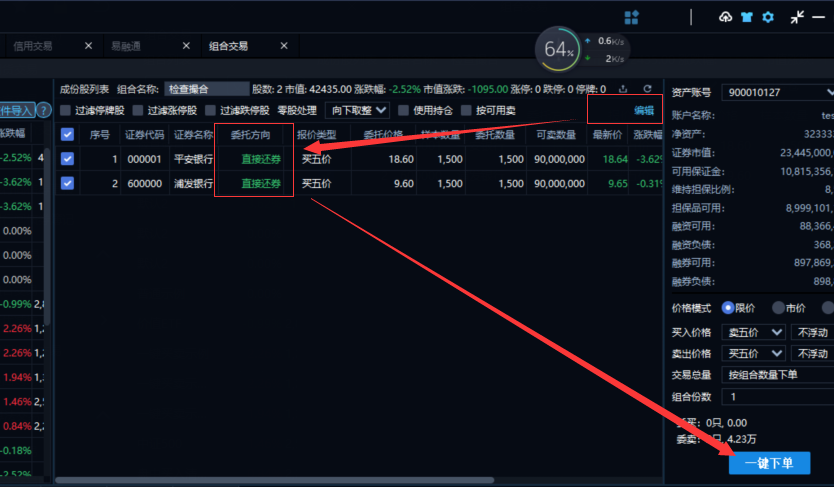 64%
0.6K/s
2K/s
信用交易 × 易融通 × 组合交易 ×
成份股列表 组合名称: 检查撮合 股数: 2 市值: 42435.00 涨跌幅: -2.52% 市值涨跌: -1095.00 涨停: 0 跌停: 0 停牌: 0
件导入 ?
过滤停牌股 过滤涨停股 过滤跌停股 零股处理 向下取整 使用持仓 按可用卖 编辑
涨跌幅
序号 证券代码 证券名称 委托方向 报价类型 委托价格 样本数量 委托数量 可卖数量 最新价 涨跌幅
1 000001 平安银行 直接还券 买五价 18.60 1,500 1,500 90,000,000 18.64 -3.62%
2 600000 浦发银行 直接还券 买五价 9.60 1,500 1,500 90,000,000 9.65 -0.31%
-2.52% 4
-3.62% 1
-3.62% 1
0.00%
0.00%
0.00%
-0.99% 2,8
2.26% 1,2
2.26% 1,2
1.94% 1,3
1.46% 2,5
0.84% 2,2
-0.18%
-2.52%
资产账号 900010127
账户名称: tes
净资产: 32333
证券市值: 23,445,000
可用保证金: 10,815,356,
维持担保比例: 8,
担保品可用: 8,999,101,
融资可用: 88,366,
融资负债: 368,
融券可用: 897,869,
融券负债: 898,
价格模式 限价 市价
买入价格 卖五价 不浮动
卖出价格 买五价 不浮动
交易总量 按组合数量下单
组合份数 1
委买: 0只, 0.00
委卖: 只, 4.23万
一键下单